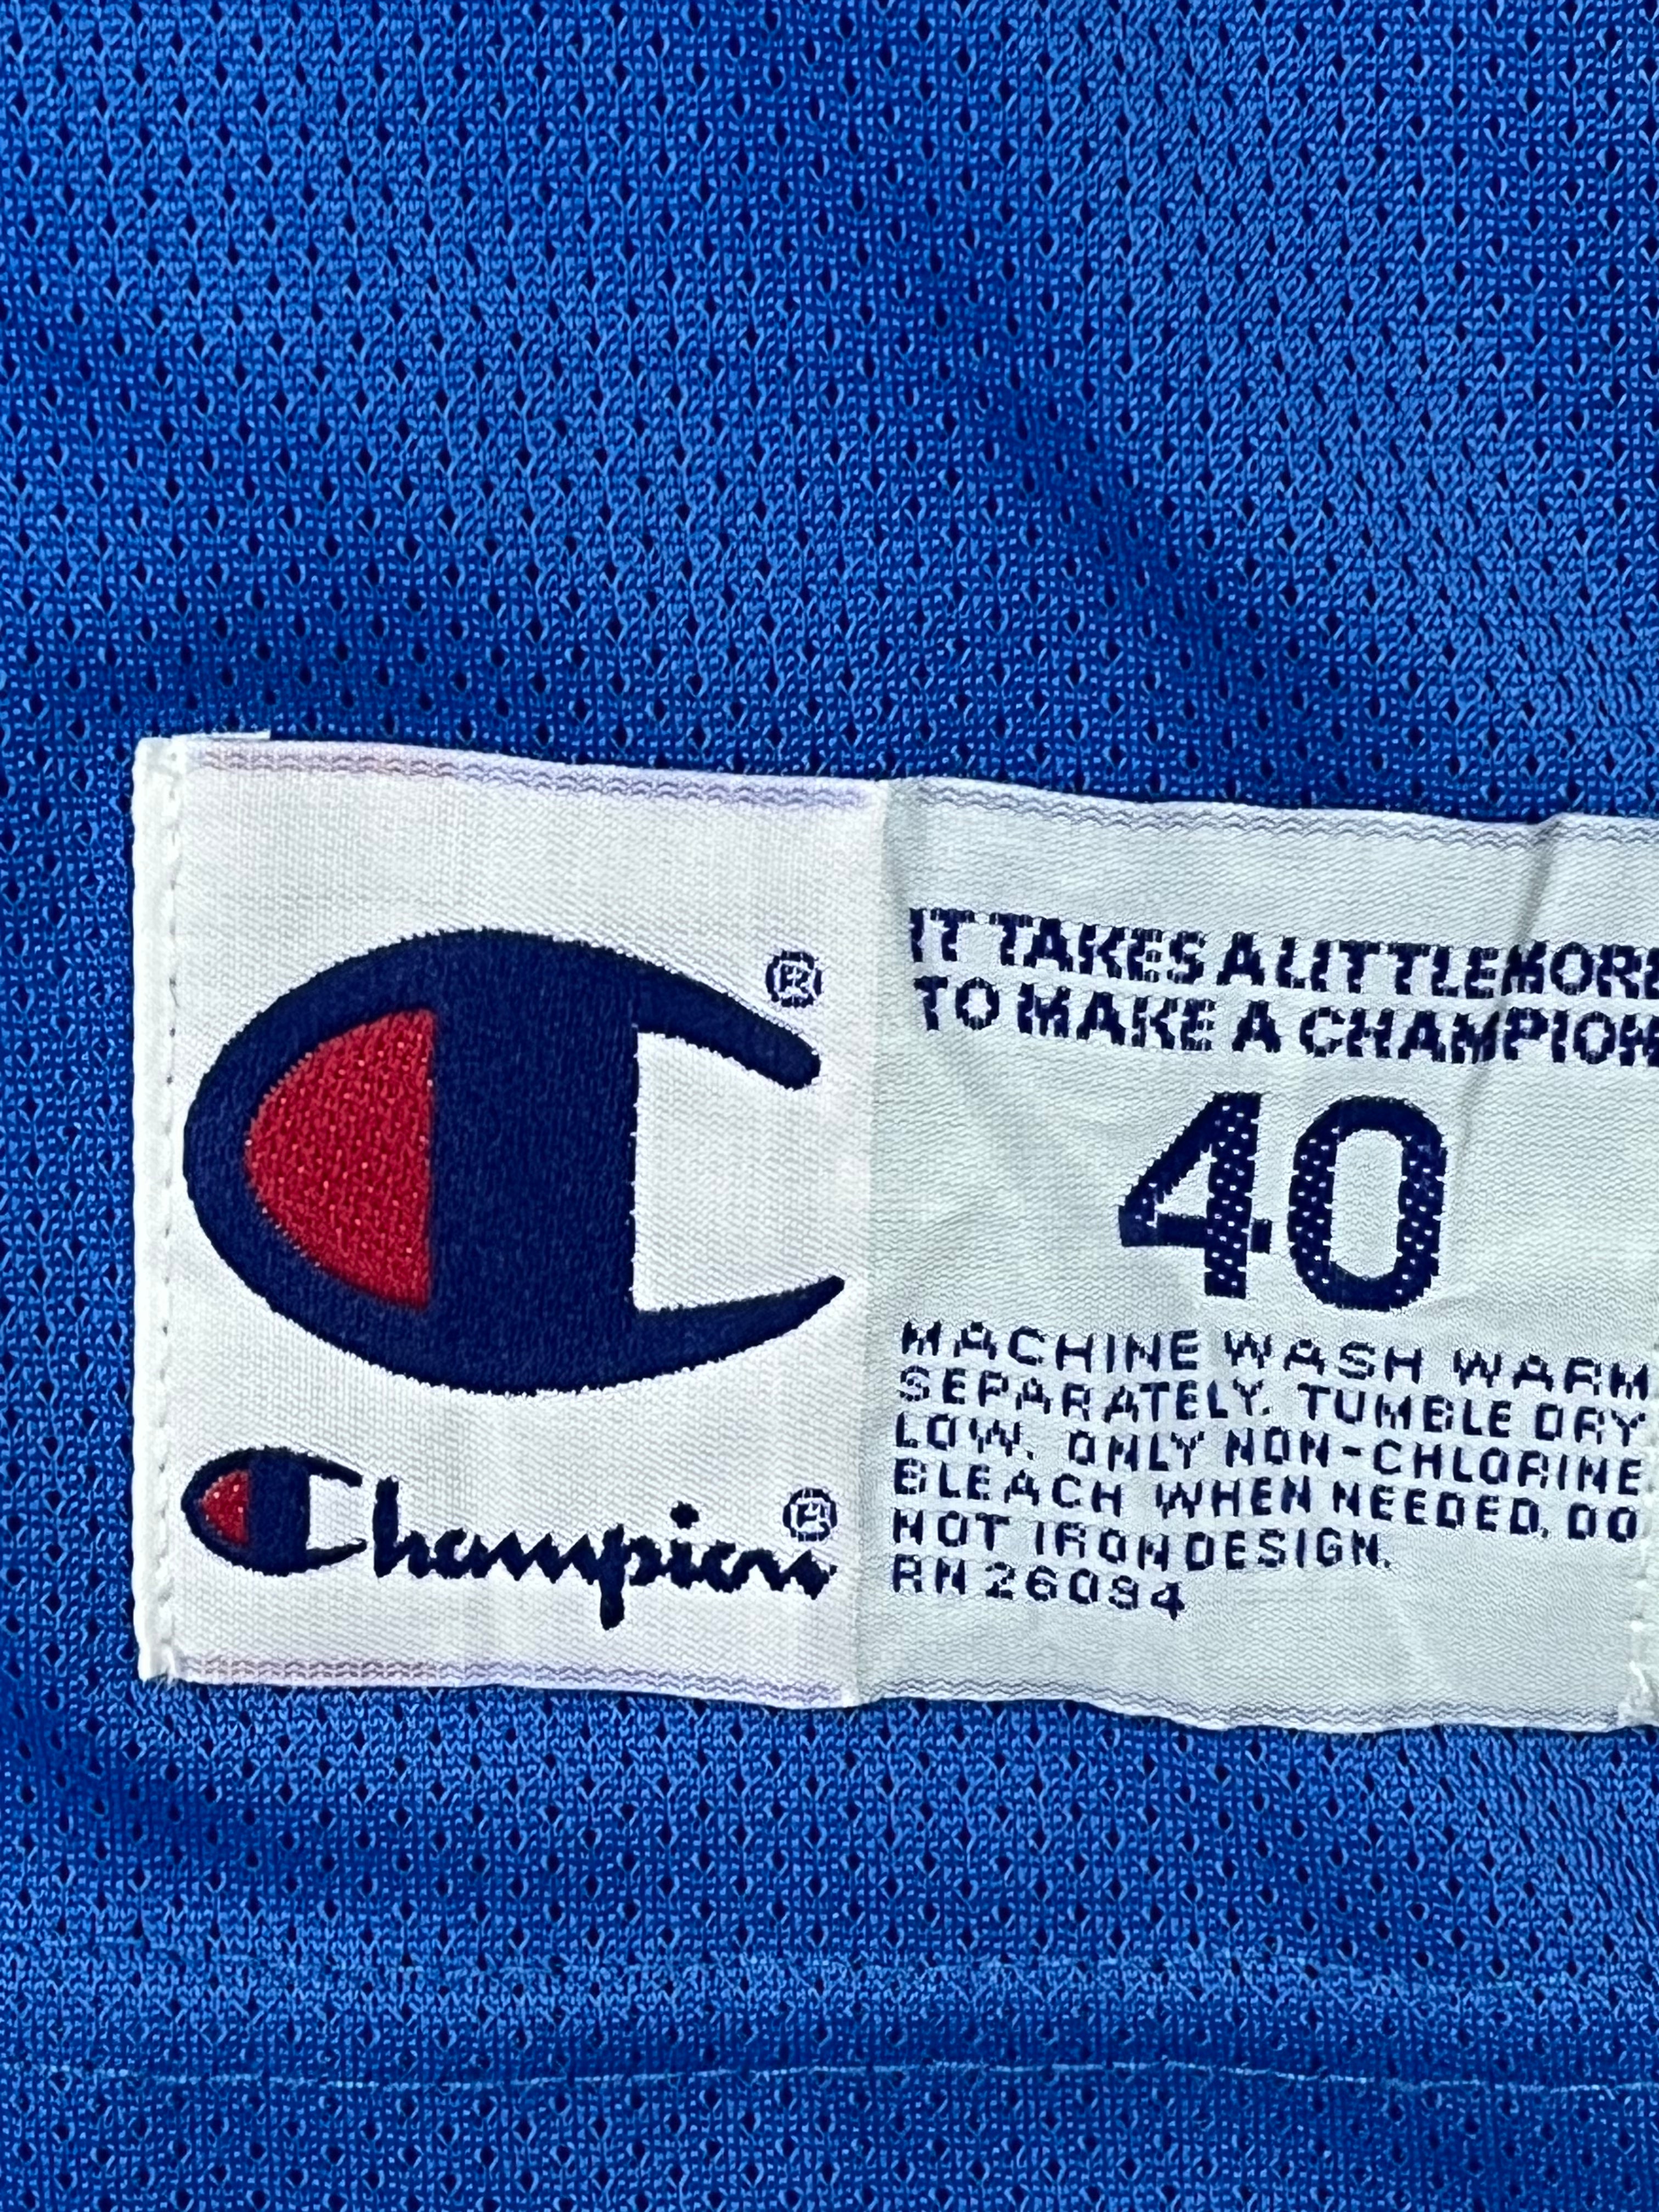 ®
Champion®
IT TAKES A LITTLE MORE
TO MAKE A CHAMPION
40
MACHINE WASH WARM
SEPARATELY. TUMBLE DRY
LOW. ONLY NON-CHLORINE
BLEACH WHEN NEEDED. DO
NOT IRON DESIGN.
RN 26094